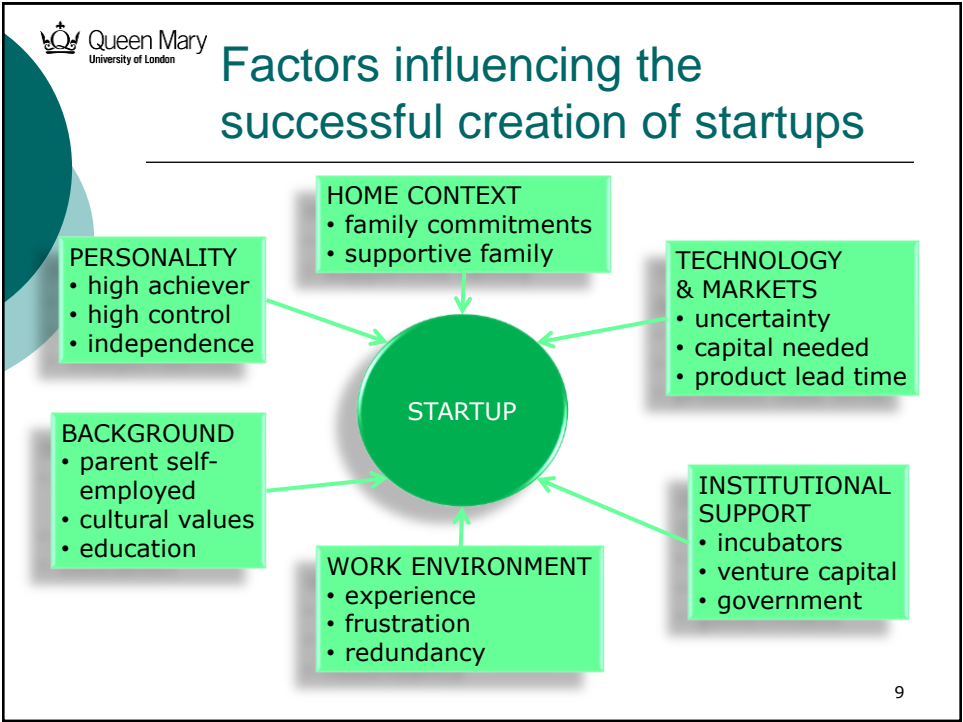 Queen Mary
University of London
Factors influencing the
successful creation of startups
HOME CONTEXT
• family commitments
• supportive family
PERSONALITY
• high achiever
• high control
• independence
TECHNOLOGY
& MARKETS
• uncertainty
• capital needed
• product lead time
STARTUP
BACKGROUND
• parent self-
employed
• cultural values
• education
INSTITUTIONAL
SUPPORT
• incubators
• venture capital
• government
WORK ENVIRONMENT
• experience
• frustration
• redundancy
9